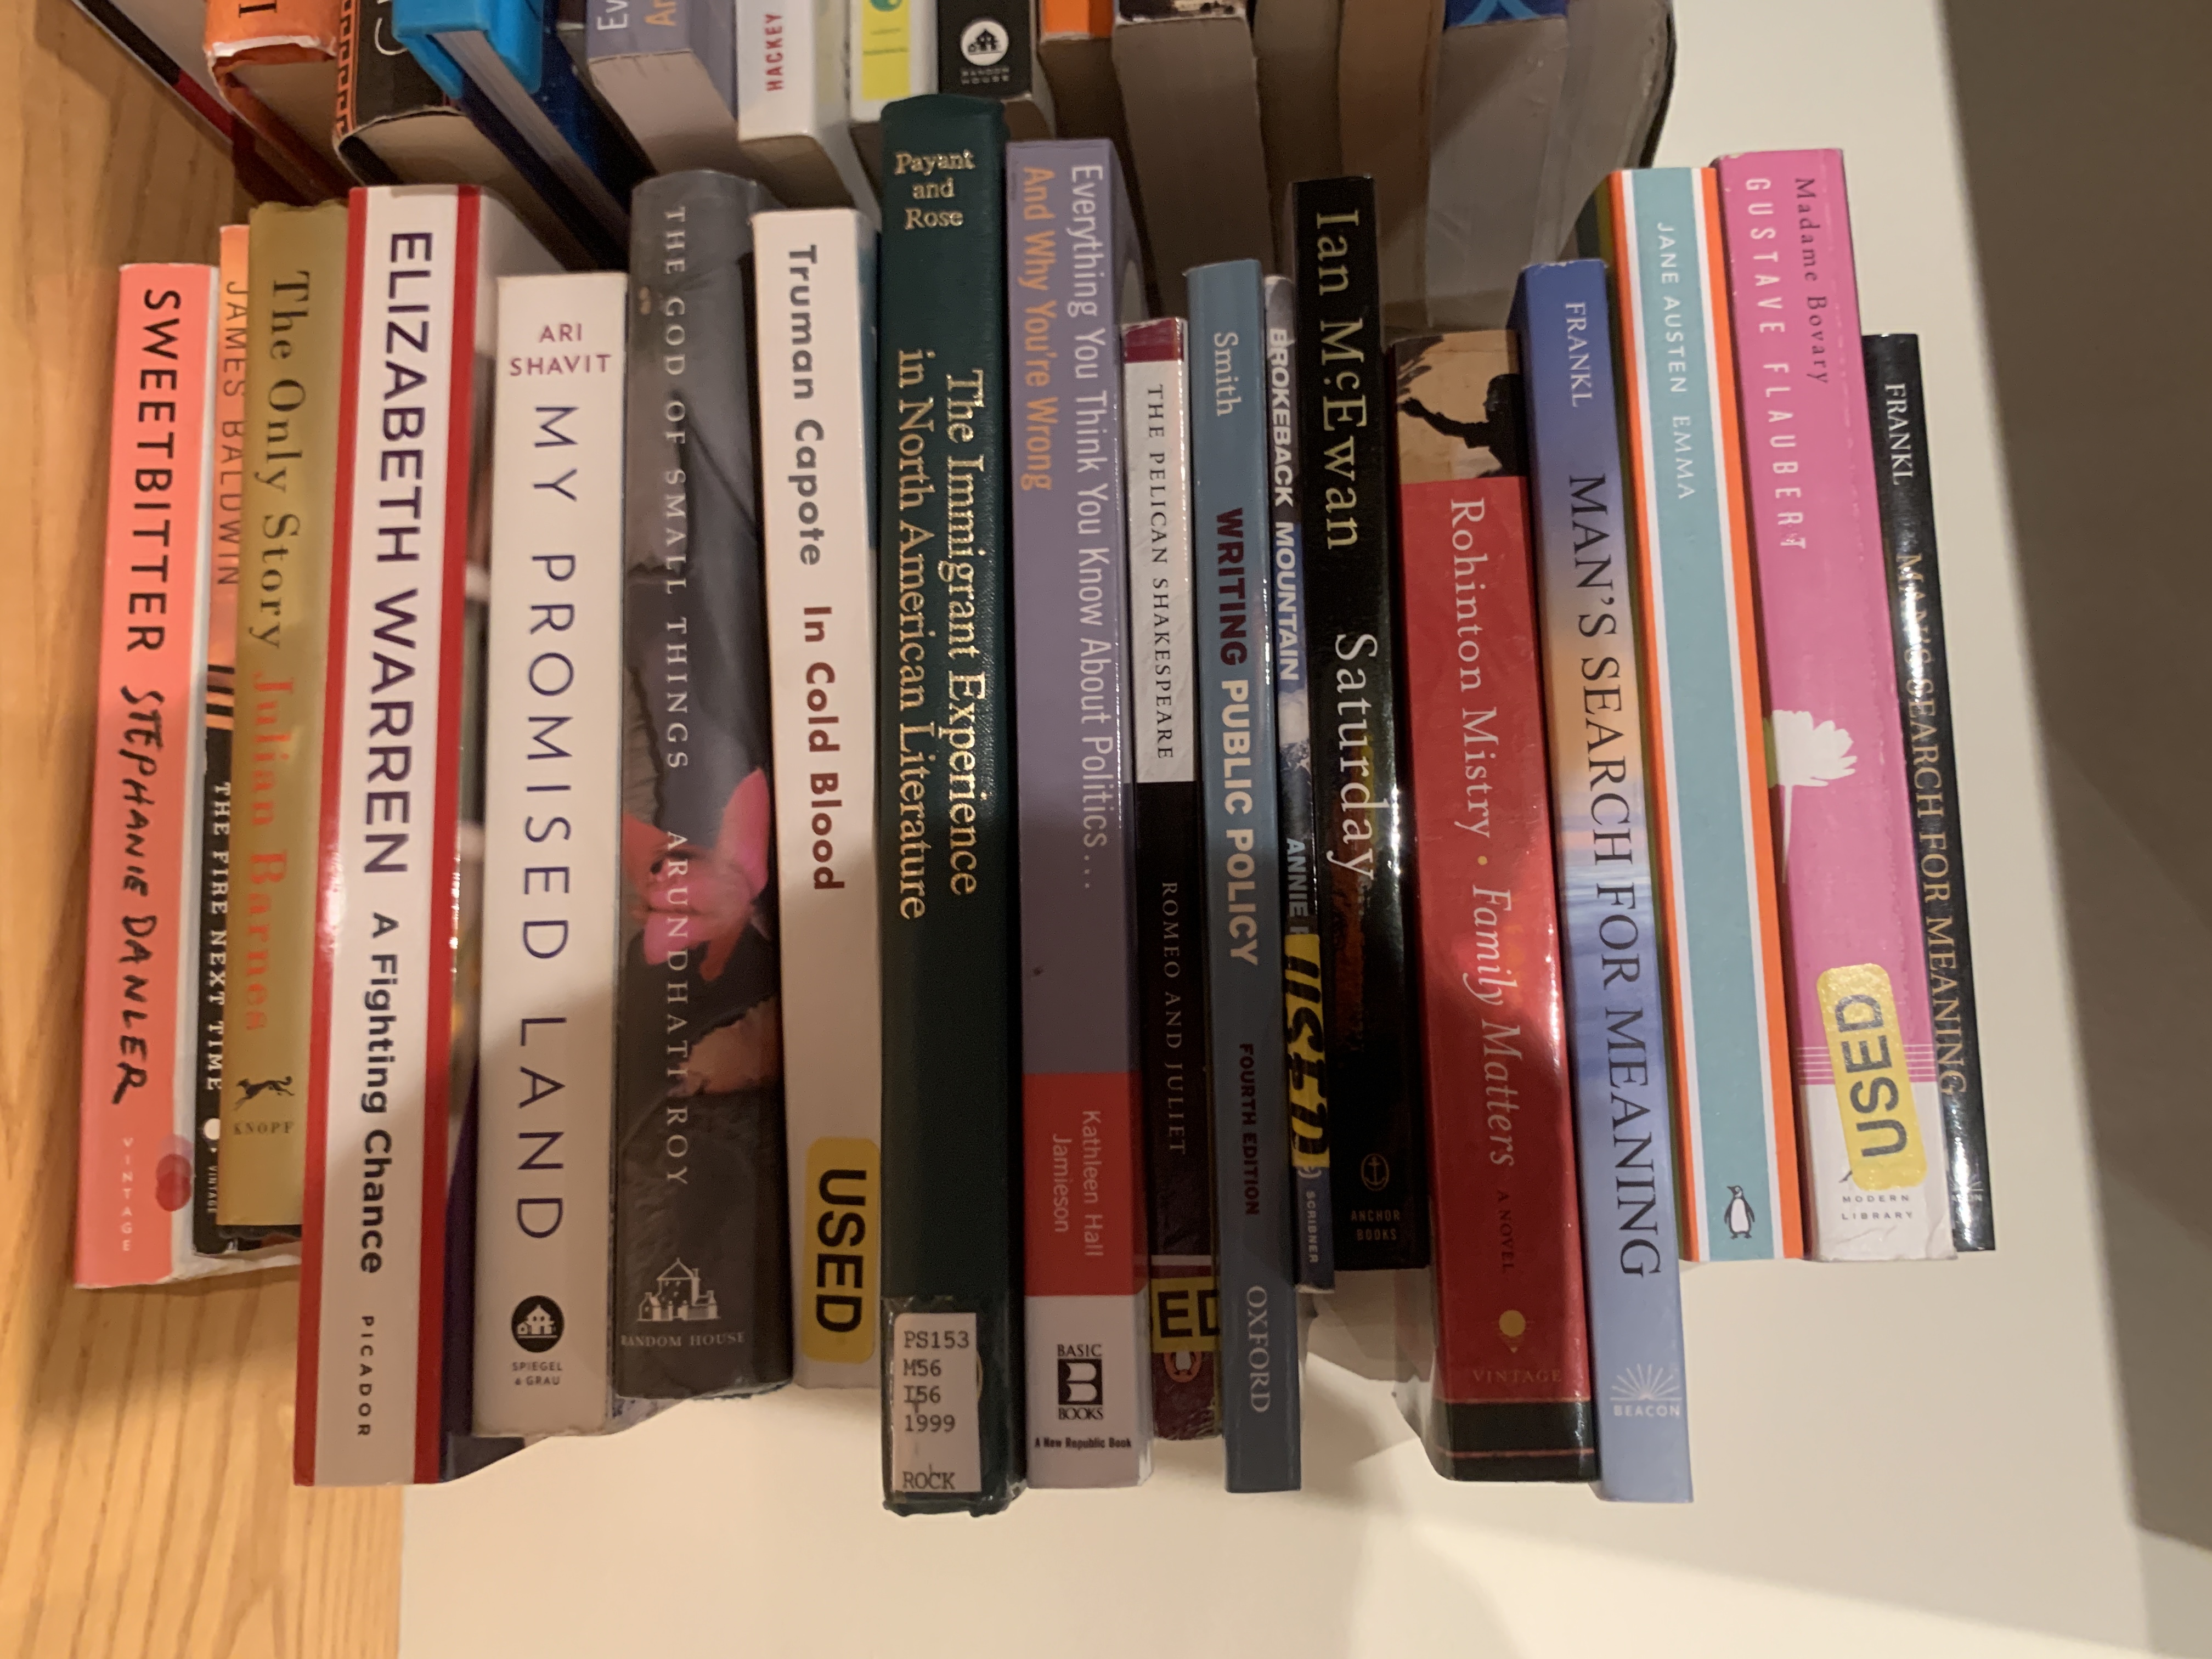 HACKEY
RANDOM HOUSE
SWEETBITTER STEPHANIE DANLER
VINTAGE
JAMES BALDWIN
THE FIRE NEXT TIME
VINTAGE
The Only Story Julian Barnes
KNOPF
ELIZABETH WARREN A Fighting Chance
PICADOR
ARI
SHAVIT
MY PROMISED LAND
SPIEGEL
& GRAU
THE GOD OF SMALL THINGS ARUNDHATI ROY
RANDOM HOUSE
Truman Capote In Cold Blood
USED
Payant
and
Rose
The Immigrant Experience
in North American Literature
PS153
M56
I56
1999
ROCK
Everything You Think You Know About Politics...
And Why You're Wrong
Kathleen Hall
Jamieson
BASIC
BOOKS
A New Republic Book
THE PELICAN SHAKESPEARE
ROMEO AND JULIET
ED
Smith
WRITING PUBLIC POLICY
FOURTH EDITION
OXFORD
BROKEBACK MOUNTAIN
ANNIE
USED
SCRIBNER
Ian McEwan Saturday
ANCHOR
BOOKS
Rohinton Mistry • Family Matters A NOVEL
VINTAGE
FRANKL MAN'S SEARCH FOR MEANING
BEACON
JANE AUSTEN EMMA
Madame Bovary
GUSTAVE FLAUBERT
USED
MODERN
LIBRARY
FRANKL MAN'S SEARCH FOR MEANING